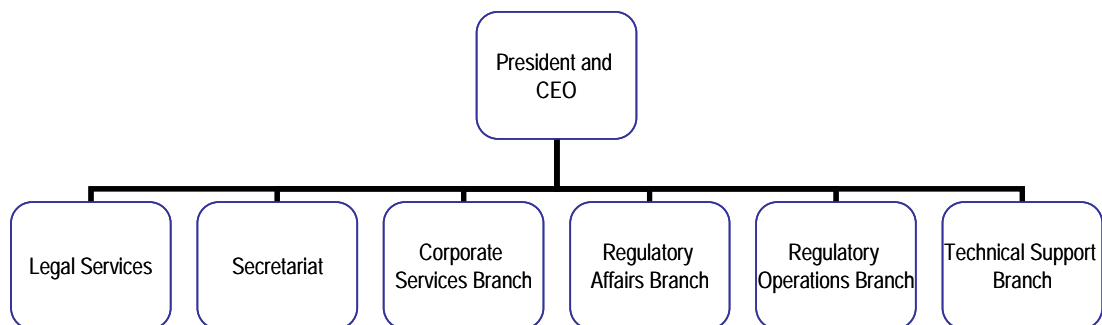 President and
CEO
Legal Services
Secretariat
Corporate
Services Branch
Regulatory
Affairs Branch
Regulatory
Operations Branch
Technical Support
Branch